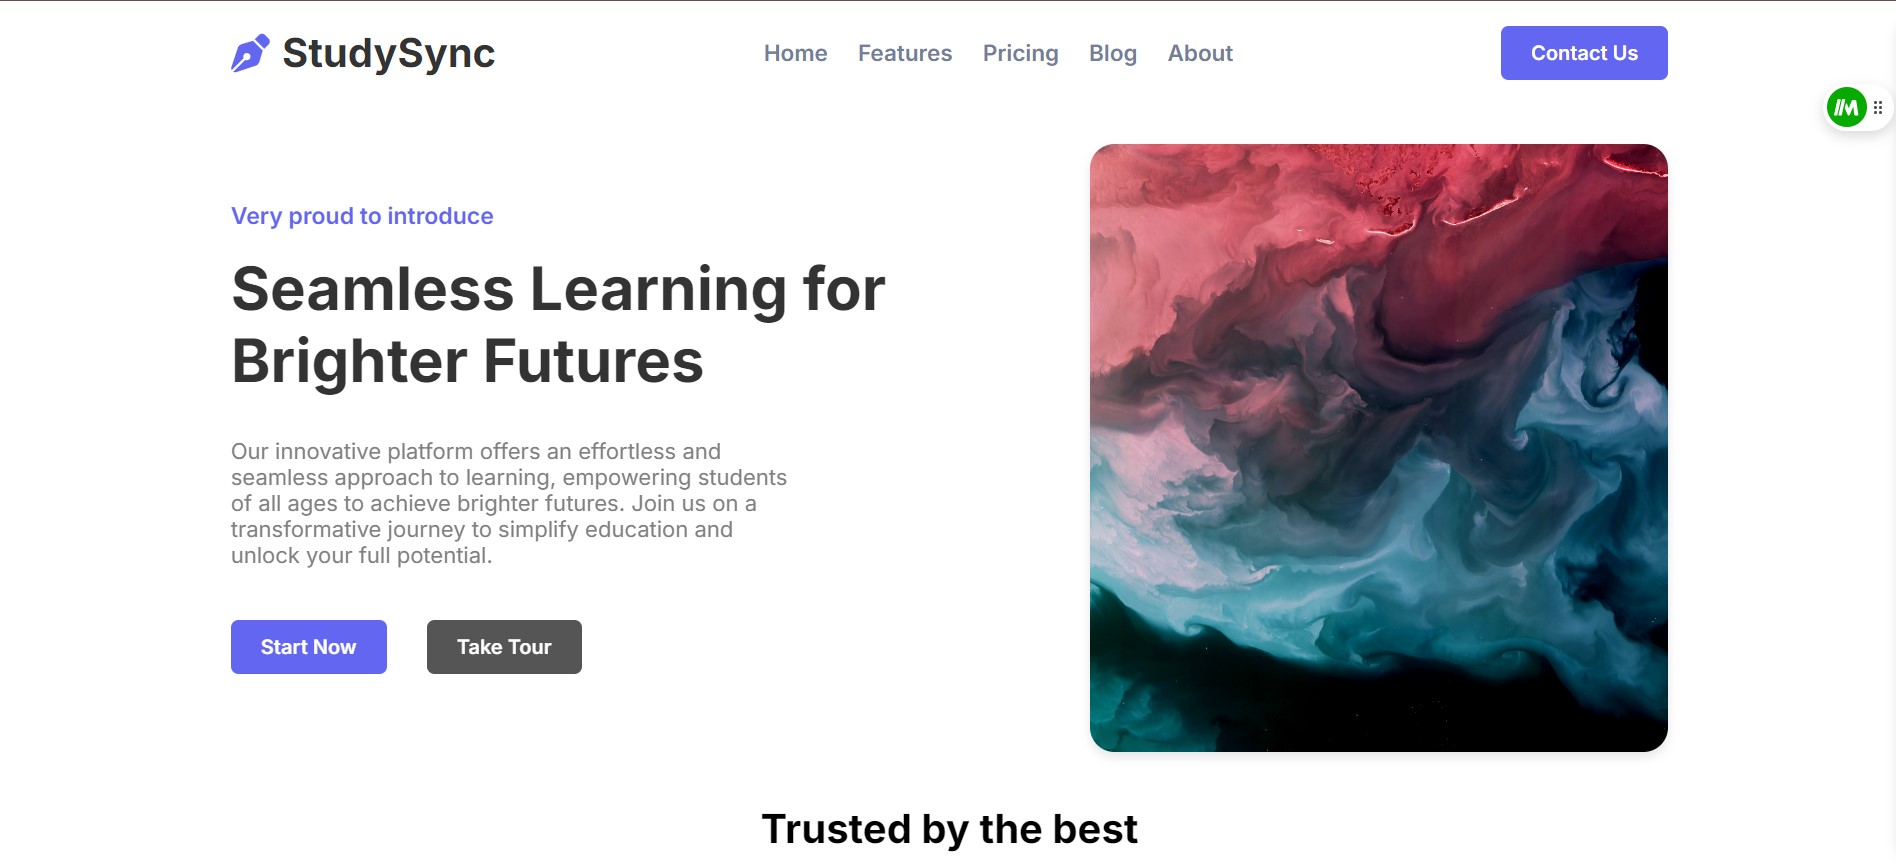 StudySync
Home Features Pricing Blog About
Contact Us
Very proud to introduce
Seamless Learning for
Brighter Futures
Our innovative platform offers an effortless and
seamless approach to learning, empowering students
of all ages to achieve brighter futures. Join us on a
transformative journey to simplify education and
unlock your full potential.
Start Now Take Tour
Trusted by the best